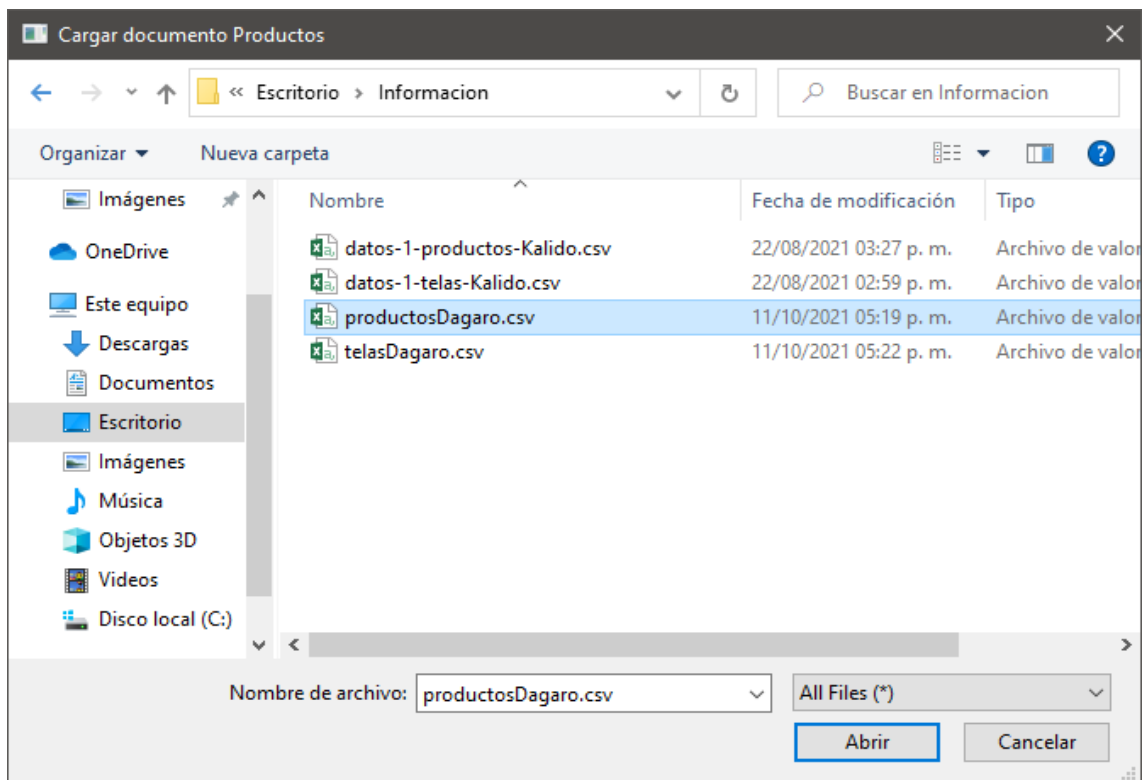 Cargar documento Productos
« Escritorio > Informacion
Buscar en Informacion
Organizar
Nueva carpeta
Imágenes
OneDrive
Este equipo
Descargas
Documentos
Escritorio
Imágenes
Música
Objetos 3D
Videos
Disco local (C:)
Nombre Fecha de modificación Tipo
datos-1-productos-Kalido.csv 22/08/2021 03:27 p. m. Archivo de valor
datos-1-telas-Kalido.csv 22/08/2021 02:59 p. m. Archivo de valor
productosDagaro.csv 11/10/2021 05:19 p. m. Archivo de valor
telasDagaro.csv 11/10/2021 05:22 p. m. Archivo de valor
Nombre de archivo: productosDagaro.csv
All Files (*)
Abrir
Cancelar